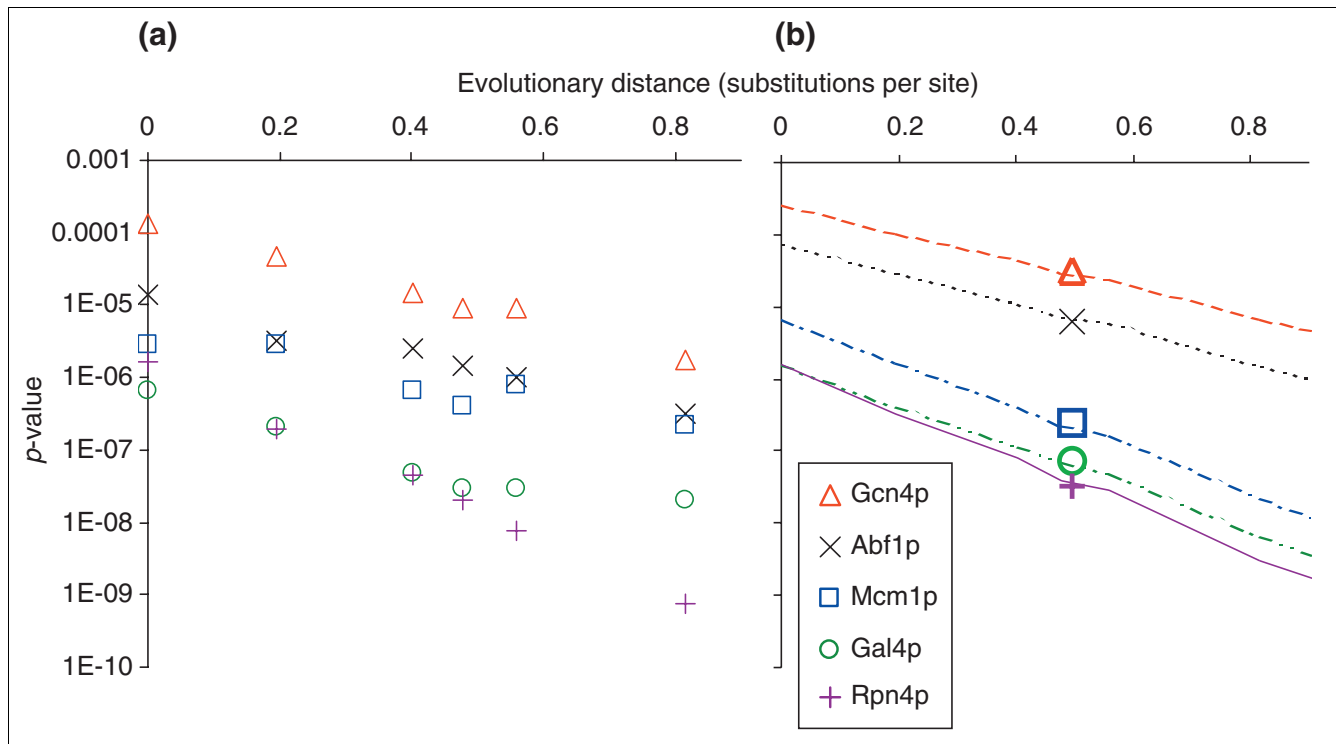 (a) (b)
Evolutionary distance (substitutions per site)
0 0.2 0.4 0.6 0.8 0 0.2 0.4 0.6 0.8
0.001
0.0001
1E-05
1E-06
1E-07
1E-08
1E-09
1E-10
p-value
Gcn4p
Abf1p
Mcm1p
Gal4p
Rpn4p